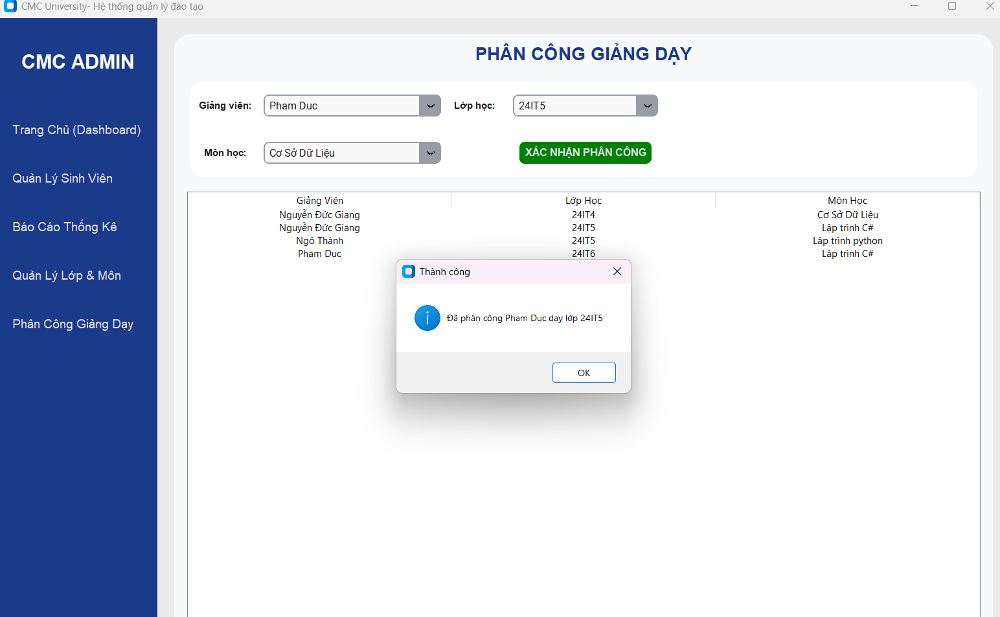 CMC University- Hệ thống quản lý đào tạo
CMC ADMIN
Trang Chủ (Dashboard)
Quản Lý Sinh Viên
Báo Cáo Thống Kê
Quản Lý Lớp & Môn
Phân Công Giảng Dạy
PHÂN CÔNG GIẢNG DẠY
Giảng viên: Pham Duc Lớp học: 24IT5
Môn học: Cơ Sở Dữ Liệu XÁC NHẬN PHÂN CÔNG
Giảng Viên Lớp Học Môn Học
Nguyễn Đức Giang 24IT4 Cơ Sở Dữ Liệu
Nguyễn Đức Giang 24IT5 Lập trình C#
Ngô Thành 24IT5 Lập trình python
Pham Duc 24IT6 Lập trình C#
Thành công
Đã phân công Pham Duc dạy lớp 24IT5
OK